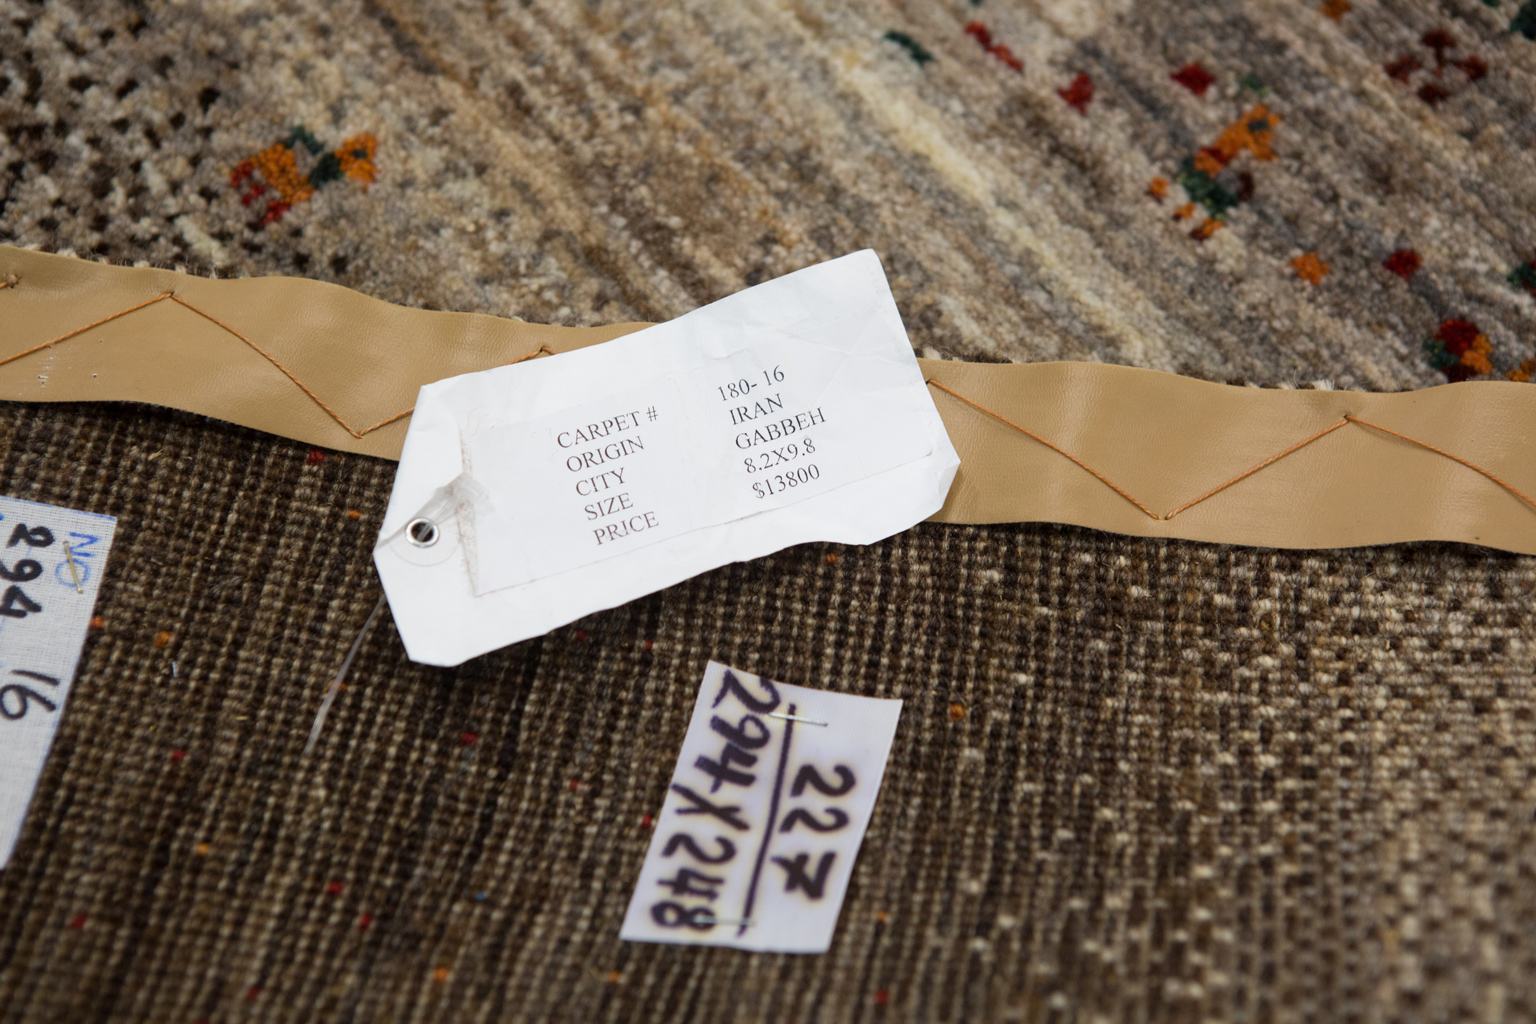 CARPET # 180- 16
ORIGIN IRAN
CITY GABBEH
SIZE 8.2X9.8
PRICE $13800
NO
294
16
227
294X248